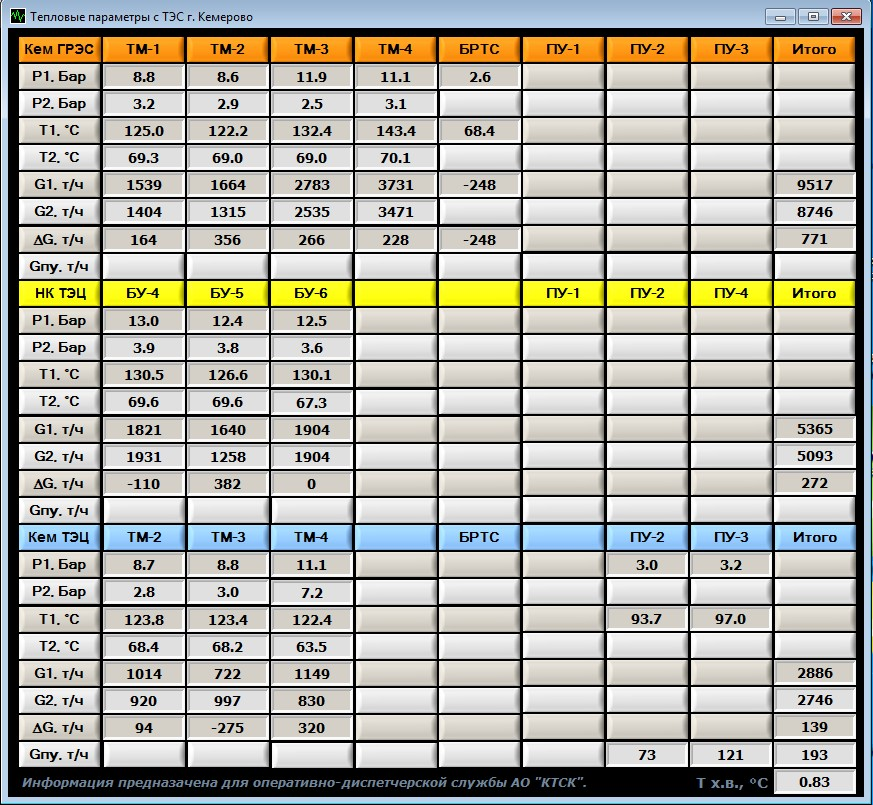 Тепловые параметры с ТЭС г. Кемерово
Кем ГРЭС ТМ-1 ТМ-2 ТМ-3 ТМ-4 БРТС ПУ-1 ПУ-2 ПУ-3 Итого
P1. Бар 8.8 8.6 11.9 11.1 2.6
P2. Бар 3.2 2.9 2.5 3.1
T1. °C 125.0 122.2 132.4 143.4 68.4
T2. °C 69.3 69.0 69.0 70.1
G1. т/ч 1539 1664 2783 3731 -248 9517
G2. т/ч 1404 1315 2535 3471 8746
ΔG. т/ч 164 356 266 228 -248 771
Gпу. т/ч
НК ТЭЦ БУ-4 БУ-5 БУ-6 ПУ-1 ПУ-2 ПУ-4 Итого
P1. Бар 13.0 12.4 12.5
P2. Бар 3.9 3.8 3.6
T1. °C 130.5 126.6 130.1
T2. °C 69.6 69.6 67.3
G1. т/ч 1821 1640 1904 5365
G2. т/ч 1931 1258 1904 5093
ΔG. т/ч -110 382 0 272
Gпу. т/ч
Кем ТЭЦ ТМ-2 ТМ-3 ТМ-4 БРТС ПУ-2 ПУ-3 Итого
P1. Бар 8.7 8.8 11.1 3.0 3.2
P2. Бар 2.8 3.0 7.2
T1. °C 123.8 123.4 122.4 93.7 97.0
T2. °C 68.4 68.2 63.5
G1. т/ч 1014 722 1149 2886
G2. т/ч 920 997 830 2746
ΔG. т/ч 94 -275 320 139
Gпу. т/ч 73 121 193
Информация предназачена для оперативно-диспетчерской службы АО "КТСК". Т х.в., °C 0.83